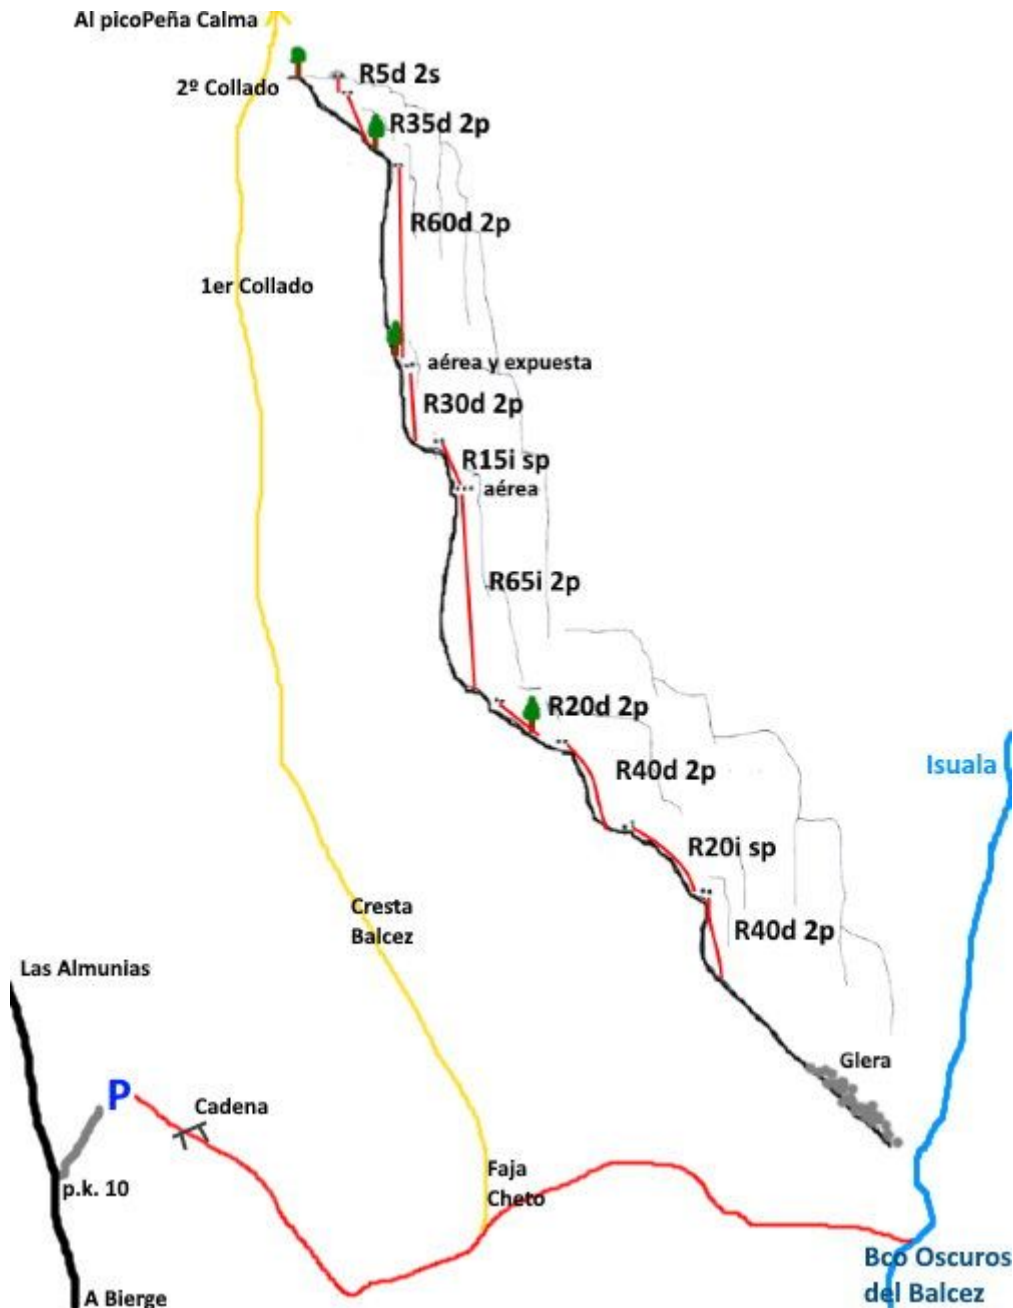 Al picoPeña Calma
R5d 2s
2º Collado
R35d 2p
R60d 2p
1er Collado
aérea y expuesta
R30d 2p
R15i sp
aérea
R65i 2p
R20d 2p
Isuala
R40d 2p
R20i sp
Cresta
Balcez
R40d 2p
Las Almunias
Glera
P
Cadena
Faja
Cheto
p.k. 10
Bco Oscuros
del Balcez
A Bierge